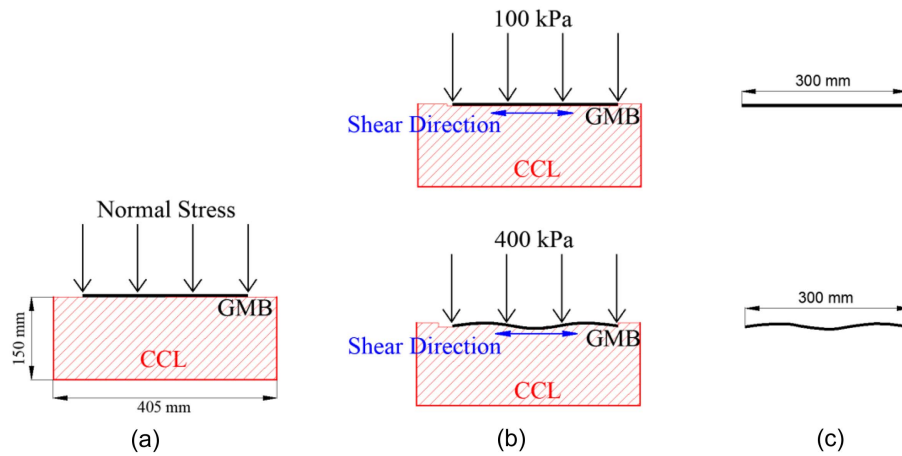 Normal Stress
GMB
CCL
150 mm
405 mm
(a)
100 kPa
Shear Direction
GMB
CCL
400 kPa
Shear Direction
GMB
CCL
(b)
300 mm
300 mm
(c)